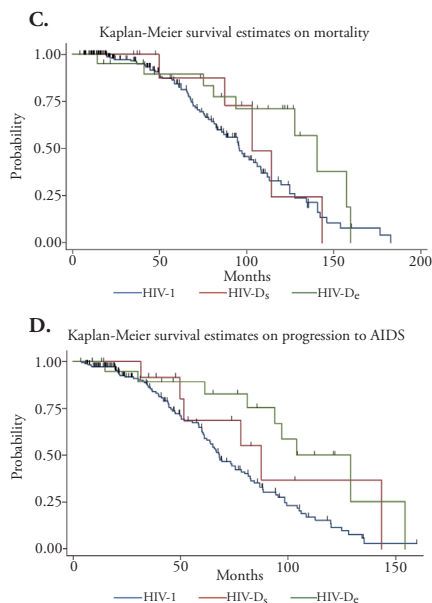 C.
Kaplan-Meier survival estimates on mortality
1.00
0.75
0.50
0.25
0.00
Probability
0 50 100 150 200
Months
HIV-1 HIV-Ds HIV-De
D.
Kaplan-Meier survival estimates on progression to AIDS
1.00
0.75
0.50
0.25
0.00
Probability
0 50 100 150
Months
HIV-1 HIV-Ds HIV-De